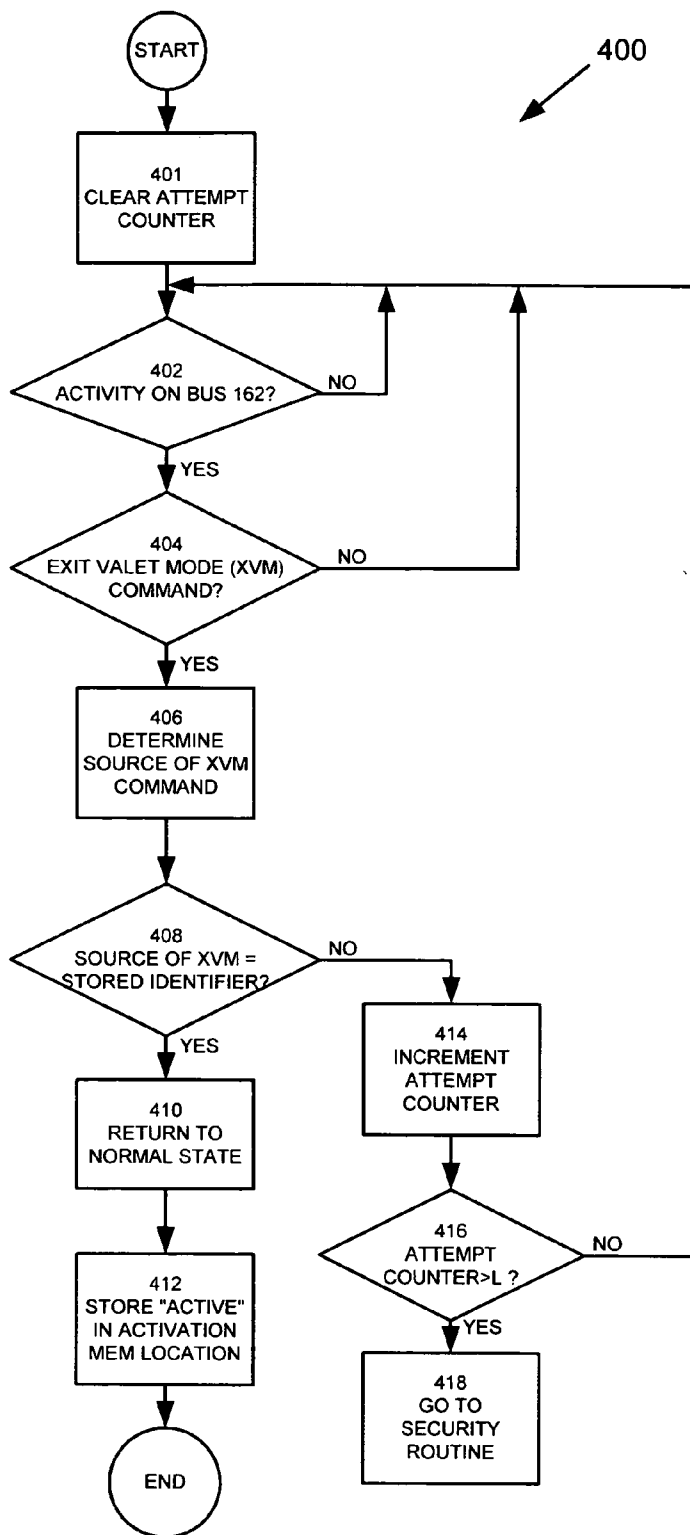 START
400
401
CLEAR ATTEMPT
COUNTER
402
ACTIVITY ON BUS 162?
NO
YES
404
EXIT VALET MODE (XVM)
COMMAND?
NO
YES
406
DETERMINE
SOURCE OF XVM
COMMAND
408
SOURCE OF XVM =
STORED IDENTIFIER?
NO
YES
410
RETURN TO
NORMAL STATE
414
INCREMENT
ATTEMPT
COUNTER
412
STORE "ACTIVE"
IN ACTIVATION
MEM LOCATION
416
ATTEMPT
COUNTER>L ?
NO
YES
418
GO TO
SECURITY
ROUTINE
END